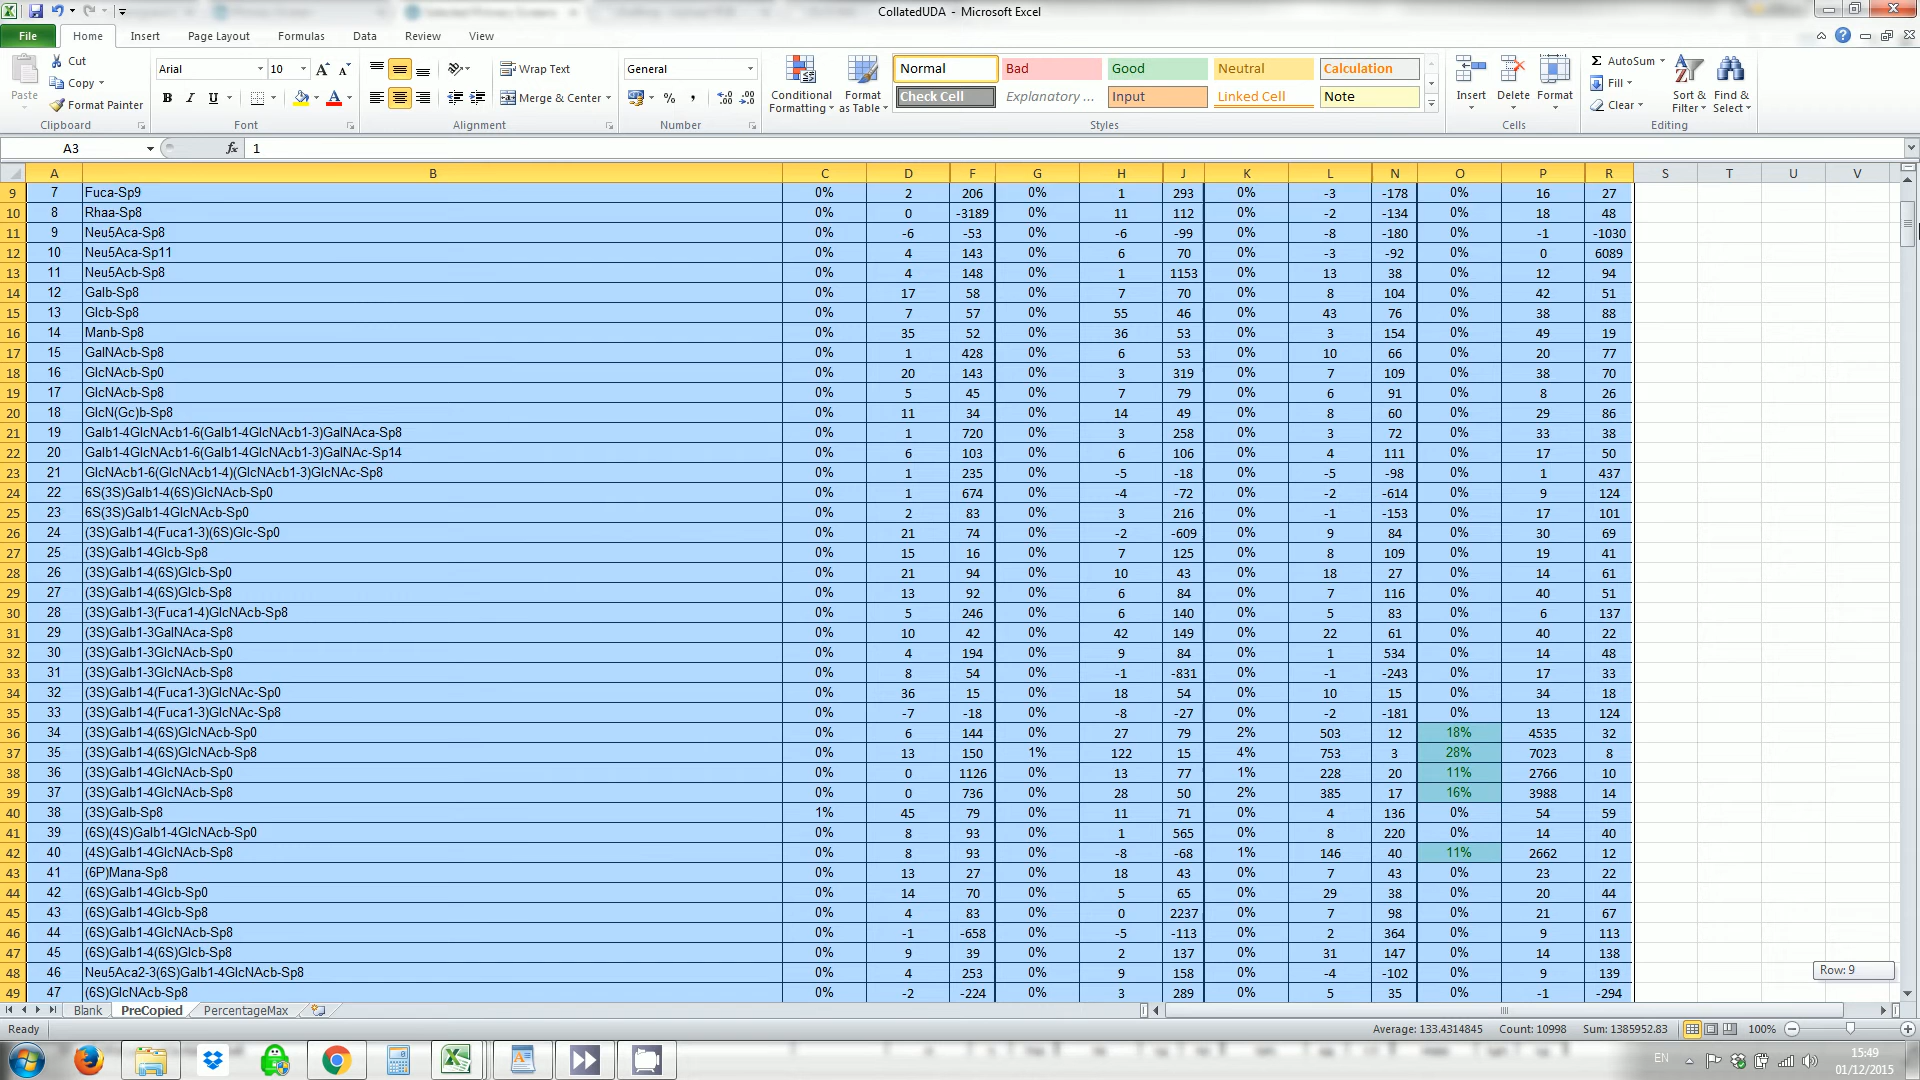 CollatedUDA - Microsoft Excel
File Home Insert Page Layout Formulas Data Review View
Paste Cut Copy Format Painter Clipboard
Arial 10 Font
Wrap Text Merge & Center Alignment
General Number
Conditional Formatting Format as Table
Normal Bad Good Neutral Calculation
Check Cell Explanatory ... Input Linked Cell Note
Styles
Insert Delete Format Cells
AutoSum Fill Clear Sort & Filter Find & Select Editing
A3 fx 1
A B C D F G H J K L N O P R S T U V
9 7 Fuca-Sp9 0% 2 206 0% 1 293 0% -3 -178 0% 16 27
10 8 Rhaa-Sp8 0% 0 -3189 0% 11 112 0% -2 -134 0% 18 48
11 9 Neu5Aca-Sp8 0% -6 -53 0% -6 -99 0% -8 -180 0% -1 -1030
12 10 Neu5Aca-Sp11 0% 4 143 0% 6 70 0% -3 -92 0% 0 6089
13 11 Neu5Acb-Sp8 0% 4 148 0% 1 1153 0% 13 38 0% 12 94
14 12 Galb-Sp8 0% 17 58 0% 7 70 0% 8 104 0% 42 51
15 13 Glcb-Sp8 0% 7 57 0% 55 46 0% 43 76 0% 38 88
16 14 Manb-Sp8 0% 35 52 0% 36 53 0% 3 154 0% 49 19
17 15 GalNAcb-Sp8 0% 1 428 0% 6 53 0% 10 66 0% 20 77
18 16 GlcNAcb-Sp0 0% 20 143 0% 3 319 0% 7 109 0% 38 70
19 17 GlcNAcb-Sp8 0% 5 45 0% 7 79 0% 6 91 0% 8 26
20 18 GlcN(Gc)b-Sp8 0% 11 34 0% 14 49 0% 8 60 0% 29 86
21 19 Galb1-4GlcNAcb1-6(Galb1-4GlcNAcb1-3)GalNAca-Sp8 0% 1 720 0% 3 258 0% 3 72 0% 33 38
22 20 Galb1-4GlcNAcb1-6(Galb1-4GlcNAcb1-3)GalNAc-Sp14 0% 6 103 0% 6 106 0% 4 111 0% 17 50
23 21 GlcNAcb1-6(GlcNAcb1-4)(GlcNAcb1-3)GlcNAc-Sp8 0% 1 235 0% -5 -18 0% -5 -98 0% 1 437
24 22 6S(3S)Galb1-4(6S)GlcNAcb-Sp0 0% 1 674 0% -4 -72 0% -2 -614 0% 9 124
25 23 6S(3S)Galb1-4GlcNAcb-Sp0 0% 2 83 0% 3 216 0% -1 -153 0% 17 101
26 24 (3S)Galb1-4(Fuca1-3)(6S)Glc-Sp0 0% 21 74 0% -2 -609 0% 9 84 0% 30 69
27 25 (3S)Galb1-4Glcb-Sp8 0% 15 16 0% 7 125 0% 8 109 0% 19 41
28 26 (3S)Galb1-4(6S)Glcb-Sp0 0% 21 94 0% 10 43 0% 18 27 0% 14 61
29 27 (3S)Galb1-4(6S)Glcb-Sp8 0% 13 92 0% 6 84 0% 7 116 0% 40 51
30 28 (3S)Galb1-3(Fuca1-4)GlcNAcb-Sp8 0% 5 246 0% 6 140 0% 5 83 0% 6 137
31 29 (3S)Galb1-3GalNAca-Sp8 0% 10 42 0% 42 149 0% 22 61 0% 40 22
32 30 (3S)Galb1-3GlcNAcb-Sp0 0% 4 194 0% 9 84 0% 1 534 0% 14 48
33 31 (3S)Galb1-3GlcNAcb-Sp8 0% 8 54 0% -1 -831 0% -1 -243 0% 17 33
34 32 (3S)Galb1-4(Fuca1-3)GlcNAc-Sp0 0% 36 15 0% 18 54 0% 10 15 0% 34 18
35 33 (3S)Galb1-4(Fuca1-3)GlcNAc-Sp8 0% -7 -18 0% -8 -27 0% -2 -181 0% 13 124
36 34 (3S)Galb1-4(6S)GlcNAcb-Sp0 0% 6 144 0% 27 79 2% 503 12 18% 4535 32
37 35 (3S)Galb1-4(6S)GlcNAcb-Sp8 0% 13 150 1% 122 15 4% 753 3 28% 7023 8
38 36 (3S)Galb1-4GlcNAcb-Sp0 0% 0 1126 0% 13 77 1% 228 20 11% 2766 10
39 37 (3S)Galb1-4GlcNAcb-Sp8 0% 0 736 0% 28 50 2% 385 17 16% 3988 14
40 38 (3S)Galb-Sp8 1% 45 79 0% 11 71 0% 4 136 0% 54 59
41 39 (6S)(4S)Galb1-4GlcNAcb-Sp0 0% 8 93 0% 1 565 0% 8 220 0% 14 40
42 40 (4S)Galb1-4GlcNAcb-Sp8 0% 8 93 0% -8 -68 1% 146 40 11% 2662 12
43 41 (6P)Mana-Sp8 0% 13 27 0% 18 43 0% 7 43 0% 23 22
44 42 (6S)Galb1-4Glcb-Sp0 0% 14 70 0% 5 65 0% 29 38 0% 20 44
45 43 (6S)Galb1-4Glcb-Sp8 0% 4 83 0% 0 2237 0% 7 98 0% 21 67
46 44 (6S)Galb1-4GlcNAcb-Sp8 0% -1 -658 0% -5 -113 0% 2 364 0% 9 113
47 45 (6S)Galb1-4(6S)Glcb-Sp8 0% 9 39 0% 2 137 0% 31 147 0% 14 138
48 46 Neu5Aca2-3(6S)Galb1-4GlcNAcb-Sp8 0% 4 253 0% 9 158 0% -4 -102 0% 9 139
49 47 (6S)GlcNAcb-Sp8 0% -2 -224 0% 3 289 0% 5 35 0% -1 -294
Row: 9
Blank PreCopied PercentageMax
Ready Average: 133.4314845 Count: 10998 Sum: 1385952.83 100%
EN 15:49
01/12/2015